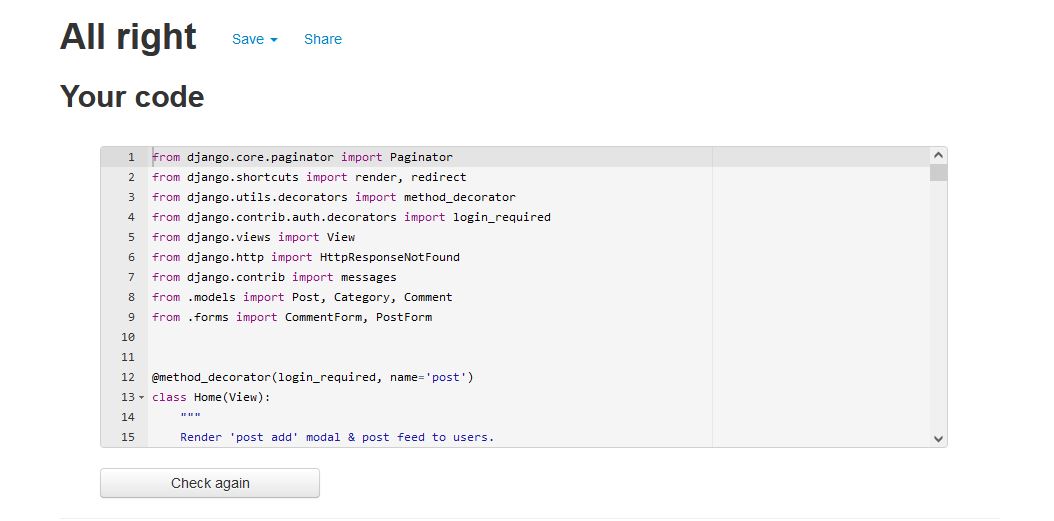 All right Save Share
Your code
1 from django.core.paginator import Paginator
2 from django.shortcuts import render, redirect
3 from django.utils.decorators import method_decorator
4 from django.contrib.auth.decorators import login_required
5 from django.views import View
6 from django.http import HttpResponseNotFound
7 from django.contrib import messages
8 from .models import Post, Category, Comment
9 from .forms import CommentForm, PostForm
10
11
12 @method_decorator(login_required, name='post')
13 class Home(View):
14     """
15     Render 'post add' modal & post feed to users.
Check again